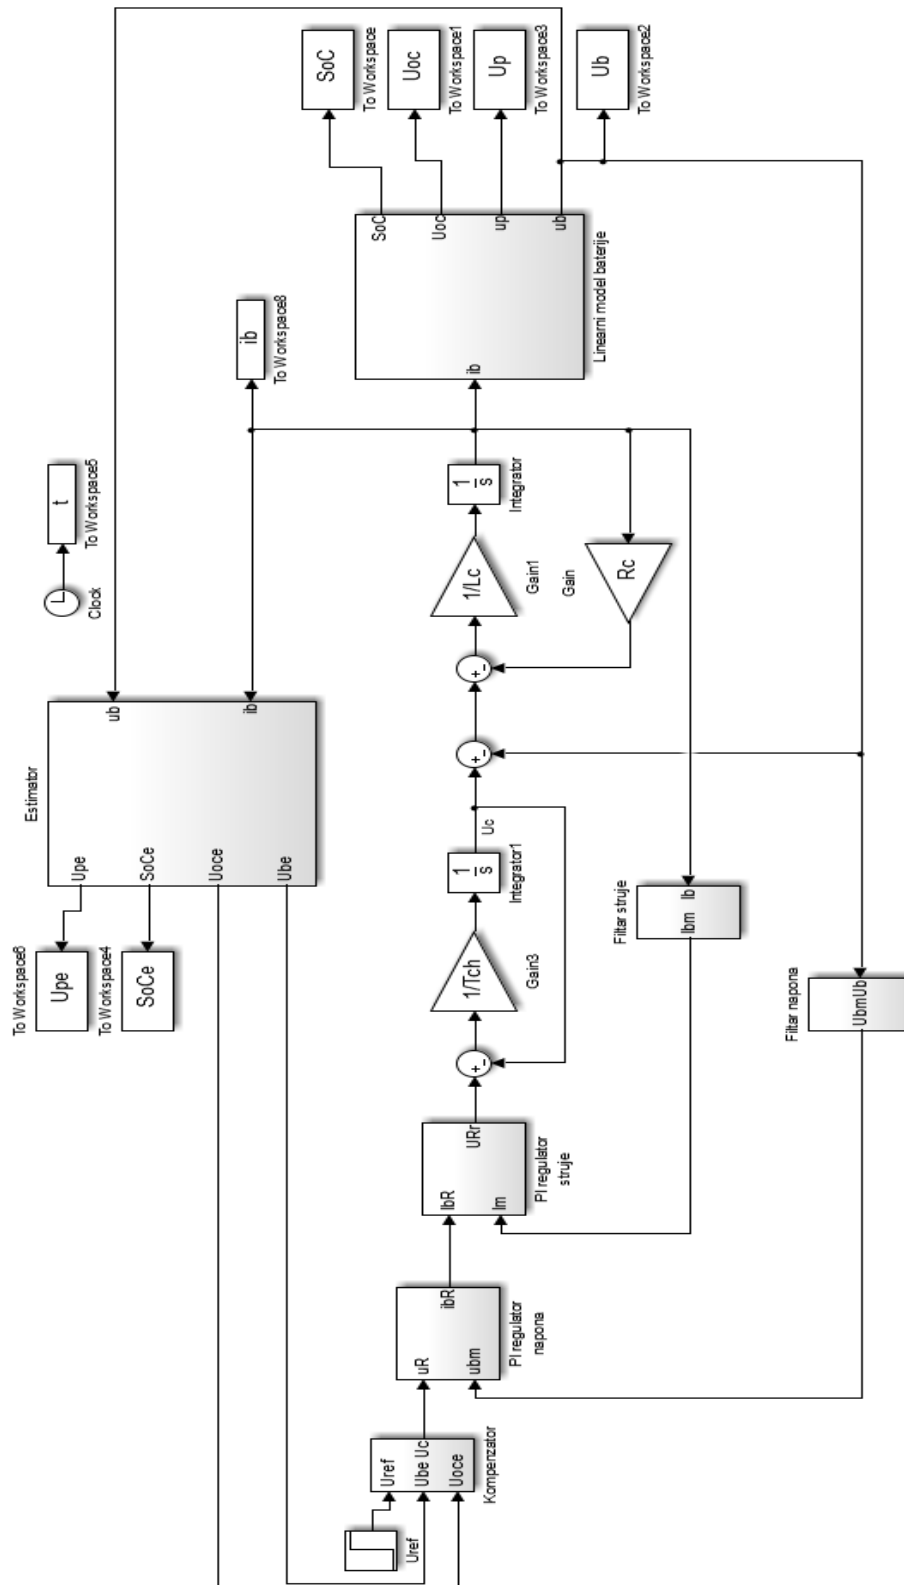 SoC
To Workspace
Uoc
To Workspace1
Up
To Workspace3
Ub
To Workspace2
SoC
Uoc
up
ub
ib
Linearni model baterije
ib
To Workspace8
t
To Workspace5
Clock
Estimator
ub
ib
Upe
SoCe
Uoce
Ube
To Workspace6
Upe
To Workspace4
SoCe
1
s
Integrator
1/Lc
Gain1
Gain
Rc
+
-
+
-
Uc
1
s
Integrator1
1/Tch
Gain3
+
-
Filtar struje
Ibm Ib
Filtar napona
UbmUb
IbR
Im
URr
PI regulator
struje
uR
ubm
ibR
PI regulator
napona
Uref
Ube Uc
Uoce
Kompenzator
Uref